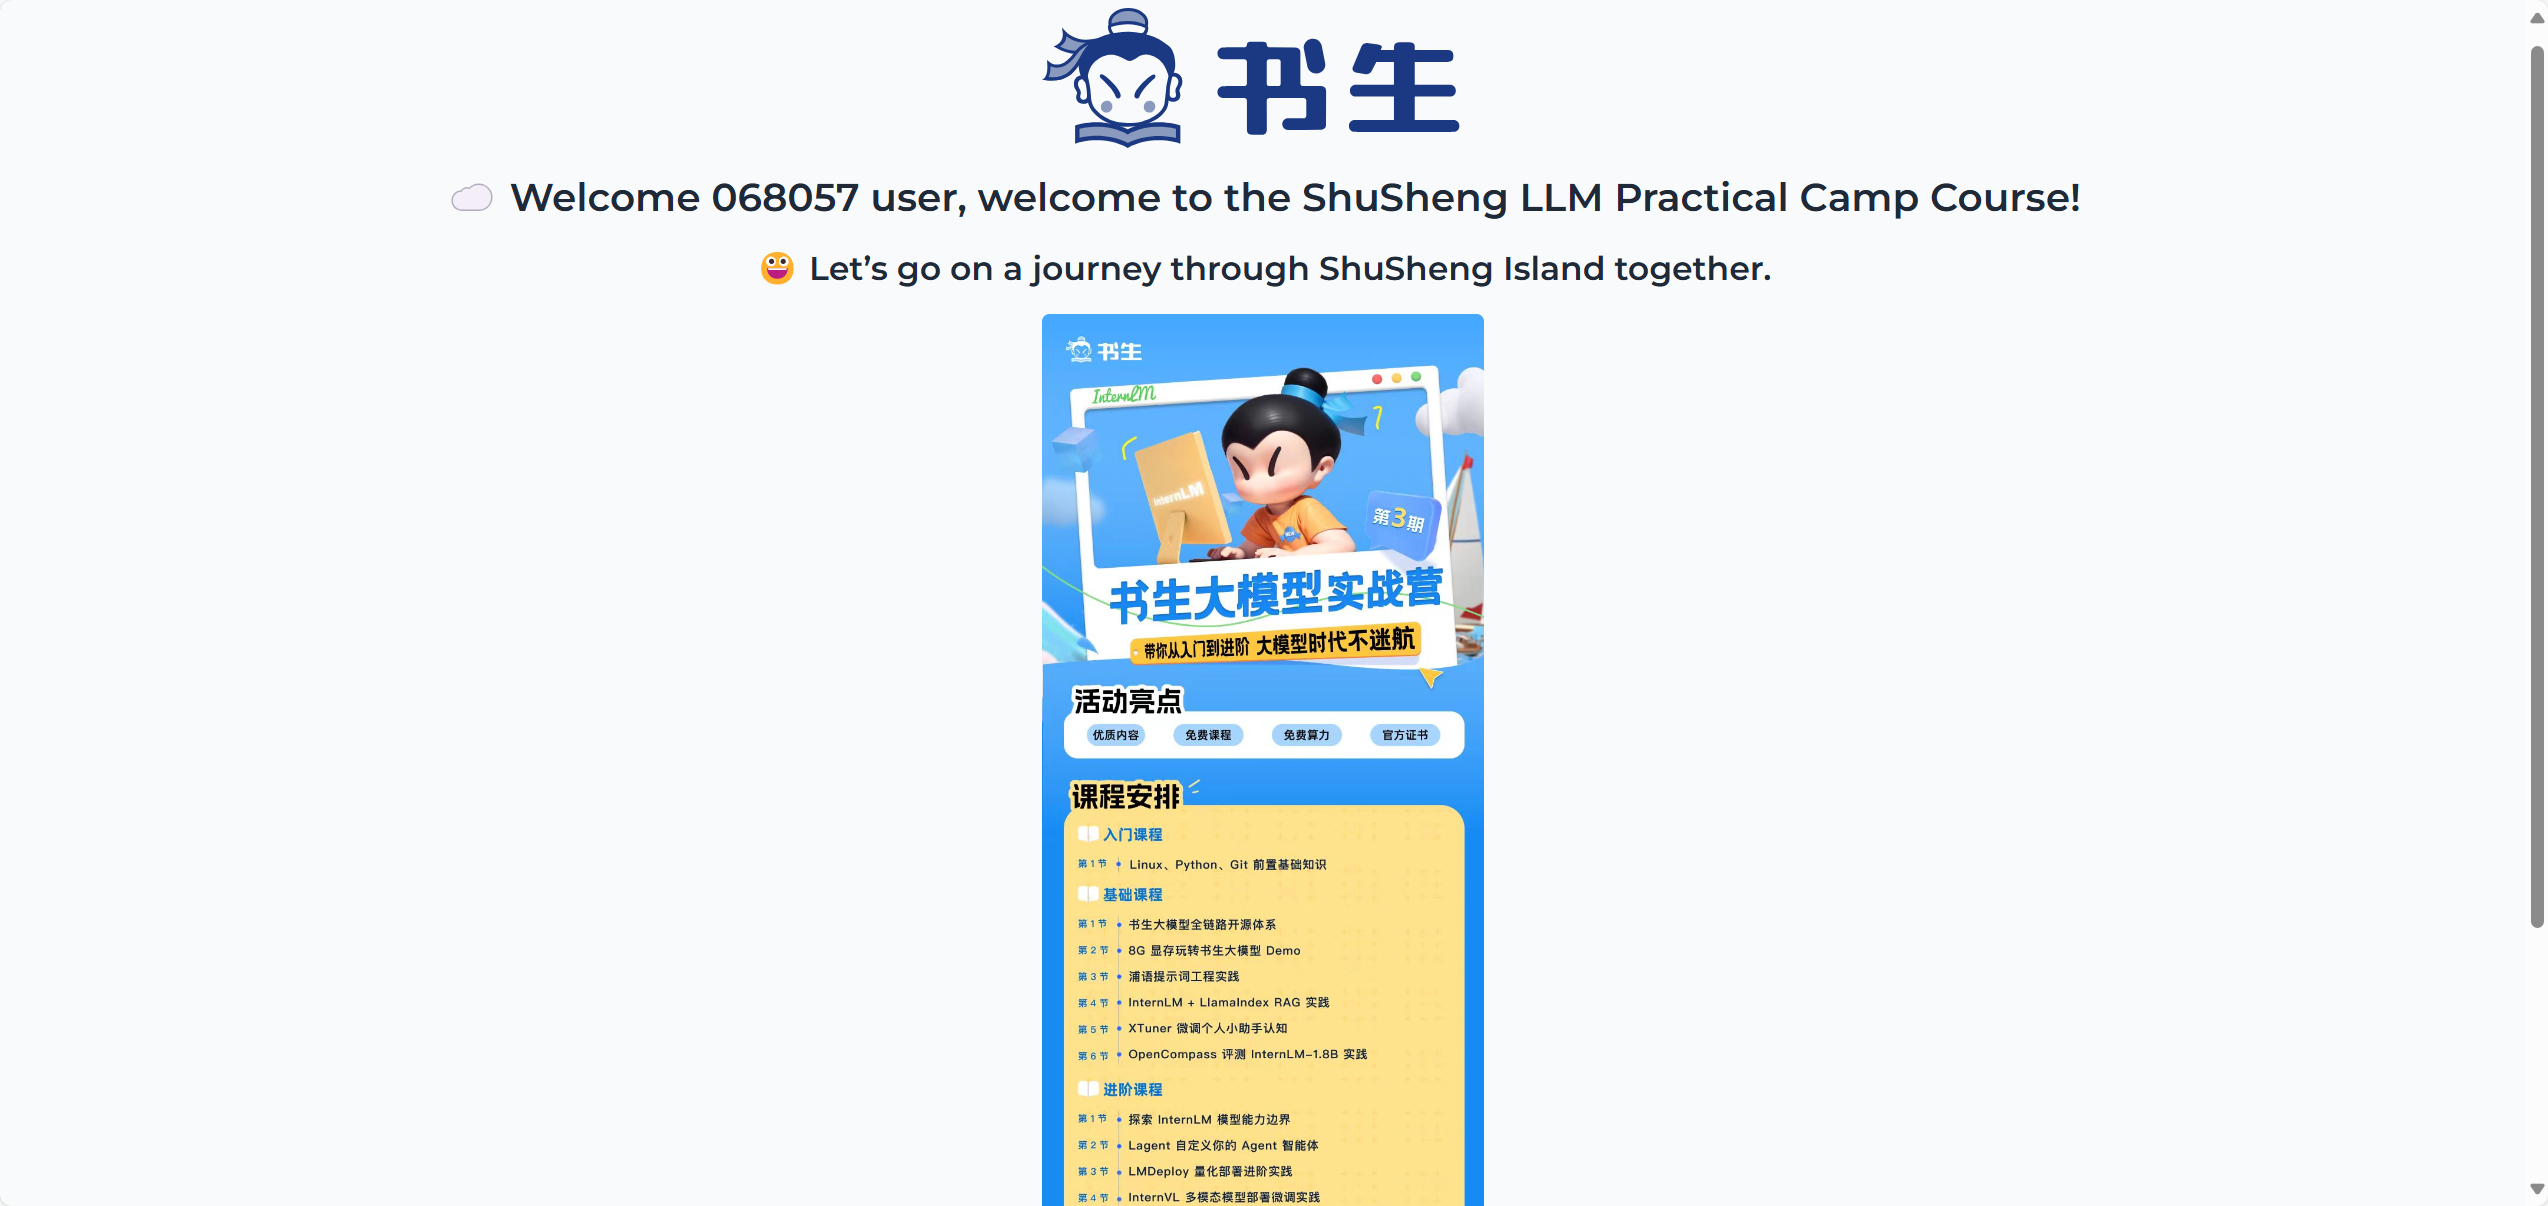 书生
Welcome 068057 user, welcome to the ShuSheng LLM Practical Camp Course!
Let’s go on a journey through ShuSheng Island together.
书生
InternLM
InternLM
第3期
书生大模型实战营
带你从入门到进阶 大模型时代不迷航
活动亮点
优质内容 免费课程 免费算力 官方证书
课程安排
入门课程
第1节 Linux、Python、Git 前置基础知识
基础课程
第1节 书生大模型全链路开源体系
第2节 8G 显存玩转书生大模型 Demo
第3节 浦语提示词工程实践
第4节 InternLM + LlamaIndex RAG 实践
第5节 XTuner 微调个人小助手认知
第6节 OpenCompass 评测 InternLM-1.8B 实践
进阶课程
第1节 探索 InternLM 模型能力边界
第2节 Lagent 自定义你的 Agent 智能体
第3节 LMDeploy 量化部署进阶实践
第4节 InternVL 多模态模型部署微调实践